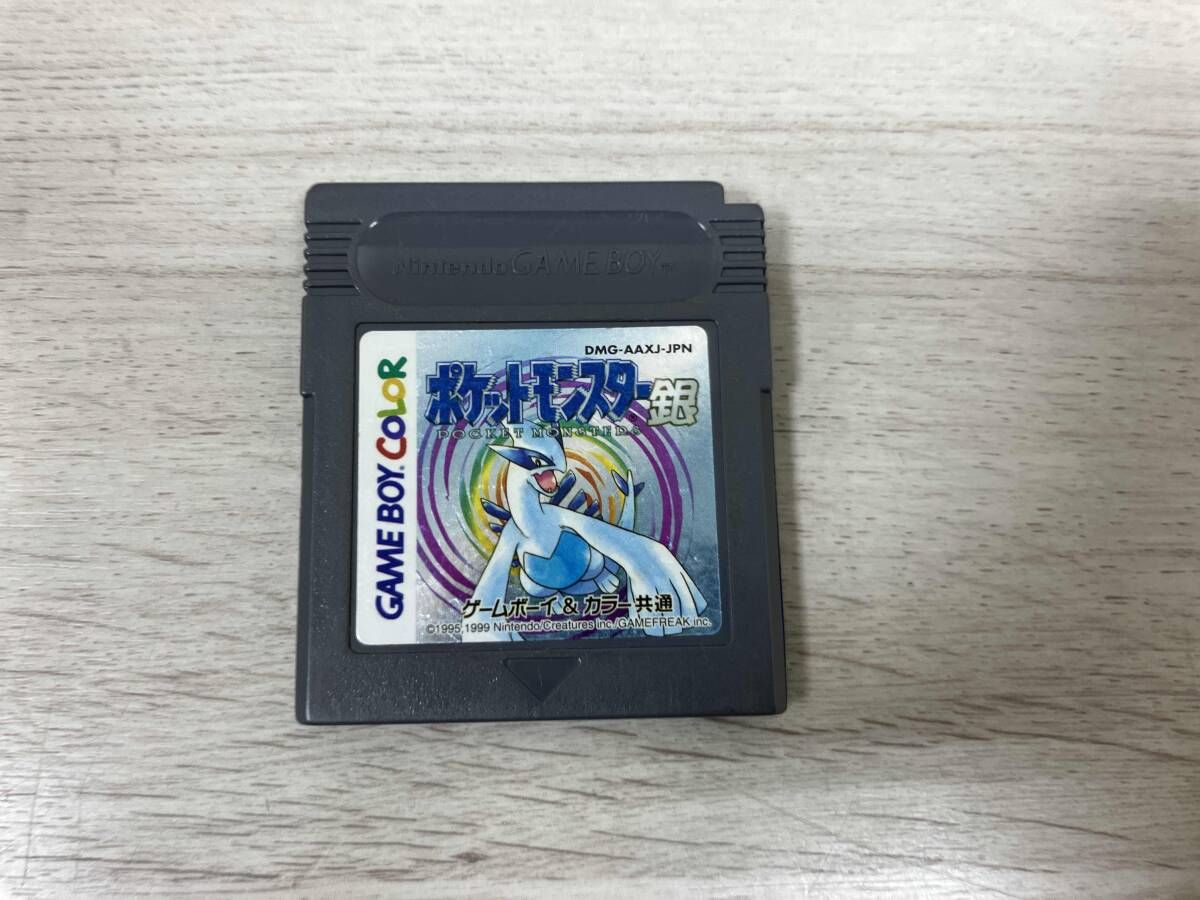 Nintendo GAME BOY
DMG-AAXJ-JPN
GAME BOY COLOR
ポケットモンスター銀
POCKET MONSTERS
ゲームボーイ & カラー共通
©1995,1999 Nintendo/Creatures inc./GAMEFREAK inc.